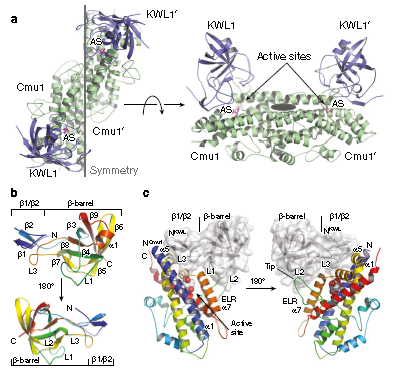 a
KWL1′
KWL1
KWL1′
AS
Active sites
Cmu1
AS
AS
AS
Cmu1′
KWL1
Symmetry
Cmu1
Cmu1′
b
β1/β2
β-barrel
β9
β2
N
β3
β6
β8
β4
α1
β1
β7
L3
β5
C
L1
180°
C
L2
L3
L1
β-barrel
β1/β2
c
β1/β2
β-barrel
β-barrel
β1/β2
N
KWL
N
KWL
N
Cmu1
α5
C
L3
L1
L2
Tip
L2
L3
L1
α5
N
α1
C
180°
ELR
α7
ELR
α7
α1
Active
site